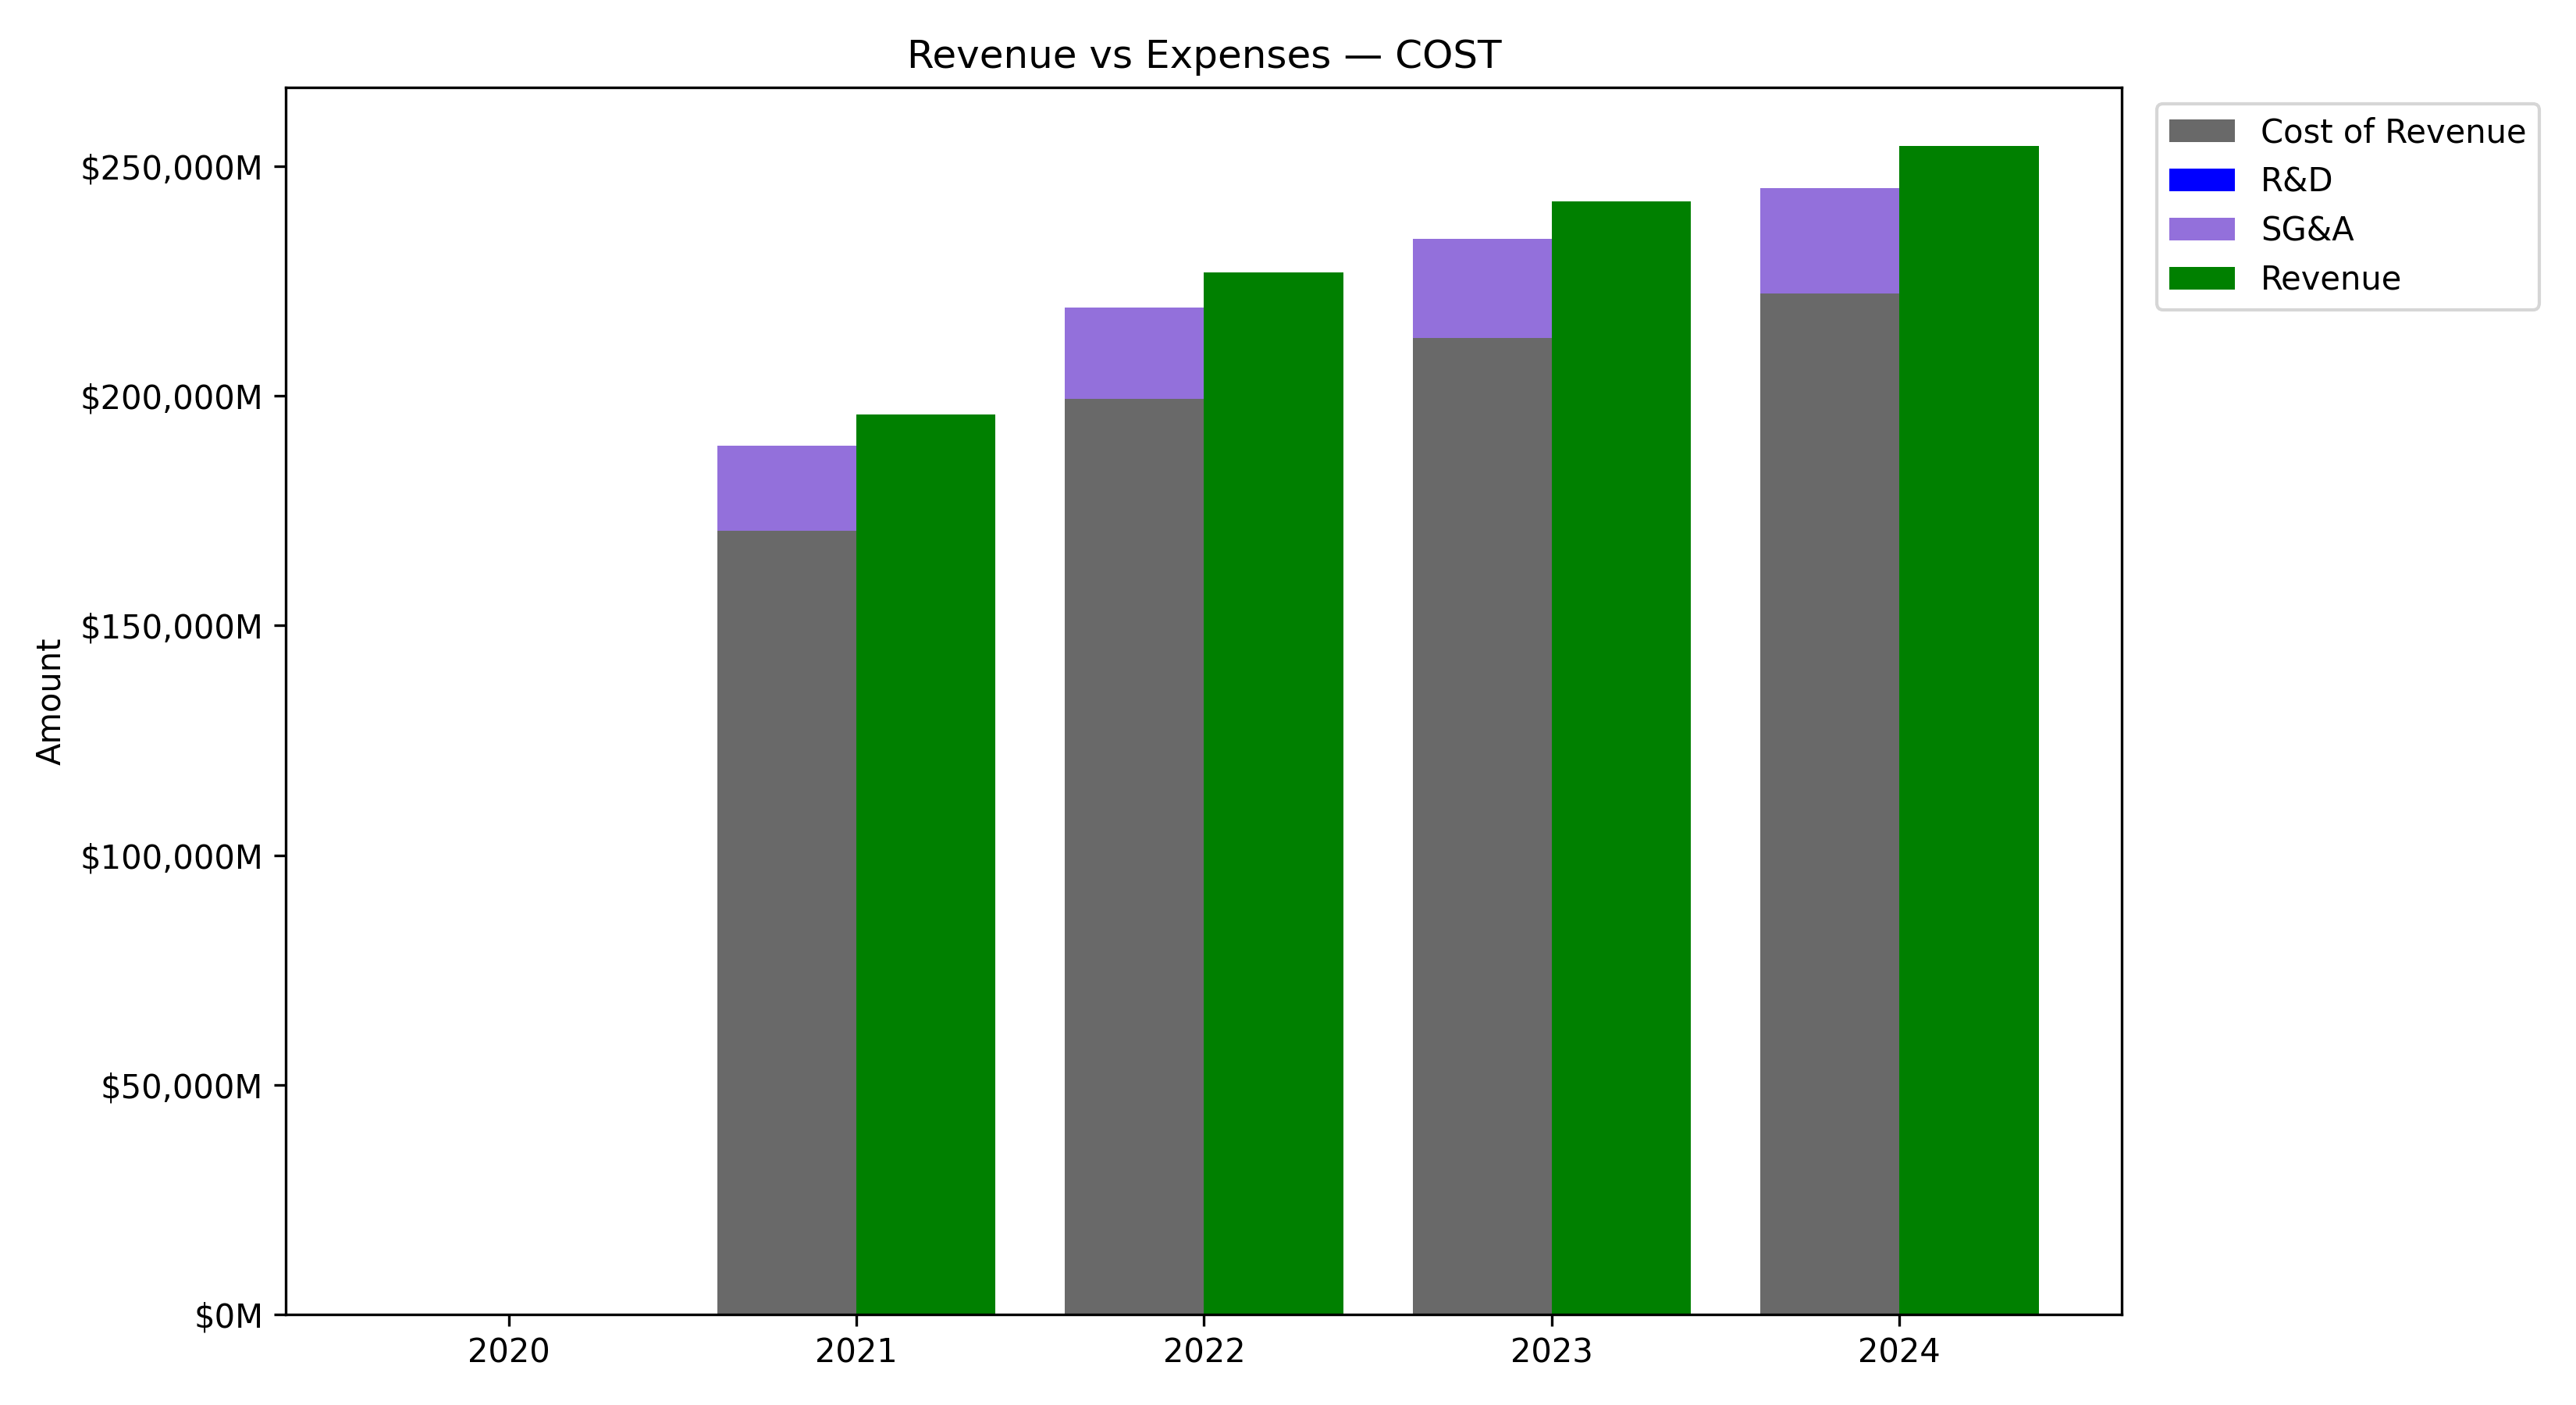 Revenue vs Expenses — COST
Cost of Revenue
R&D
SG&A
Revenue
Amount
$250,000M
$200,000M
$150,000M
$100,000M
$50,000M
$0M
2020
2021
2022
2023
2024